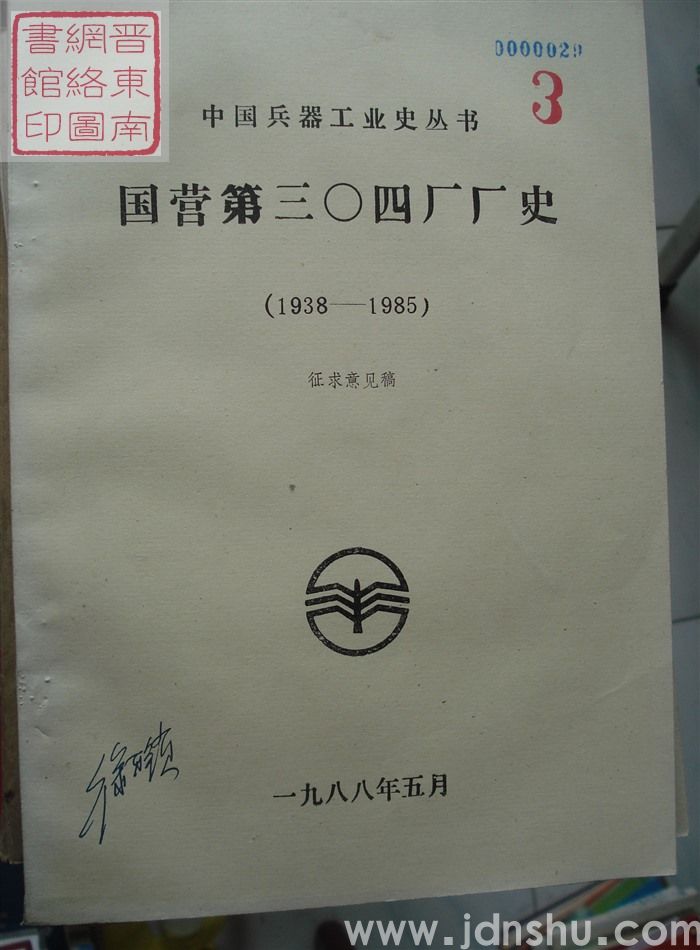 晋東南
網絡圖
書館印
0000029
3
中国兵器工业史丛书
国营第三〇四厂厂史
(1938——1985)
征求意见稿
一九八八年五月
www.jdnshu.com